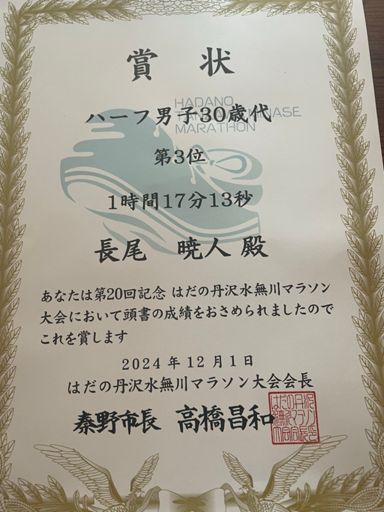 賞状
HADANO
ハーフ男子30歳代
MARATHON
第3位
1時間17分13秒
長尾 暁人 殿
あなたは第20回記念 はだの丹沢水無川マラソン
大会において頭書の成績をおさめられましたので
これを賞します
2024年12月1日
はだの丹沢水無川マラソン大会会長
秦野市長 高橋昌和